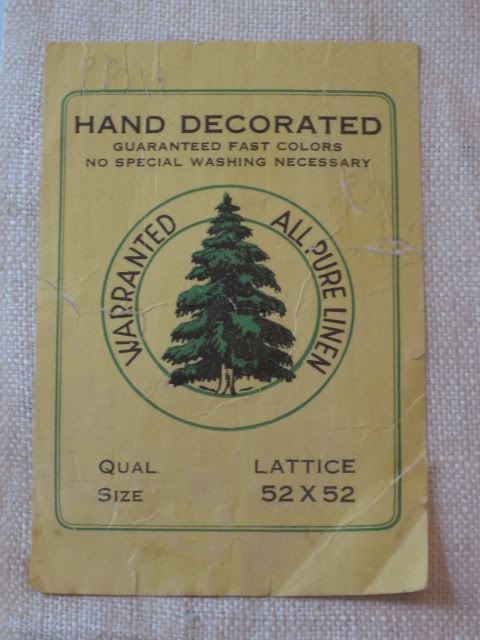 HAND DECORATED
GUARANTEED FAST COLORS
NO SPECIAL WASHING NECESSARY
WARRANTED ALL PURE LINEN
QUAL. LATTICE
SIZE 52 X 52